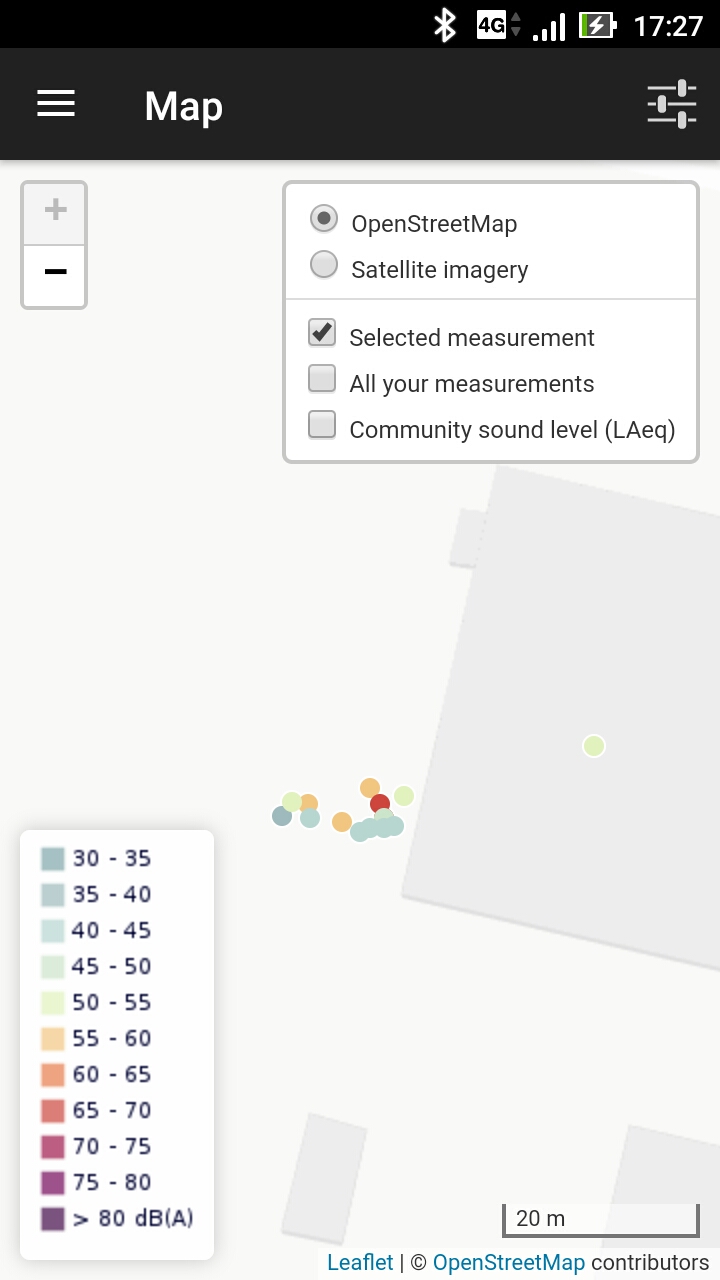 4G 17:27
Map
+
OpenStreetMap
Satellite imagery
−
Selected measurement
All your measurements
Community sound level (LAeq)
30 - 35
35 - 40
40 - 45
45 - 50
50 - 55
55 - 60
60 - 65
65 - 70
70 - 75
75 - 80
> 80 dB(A)
20 m
Leaflet | © OpenStreetMap contributors